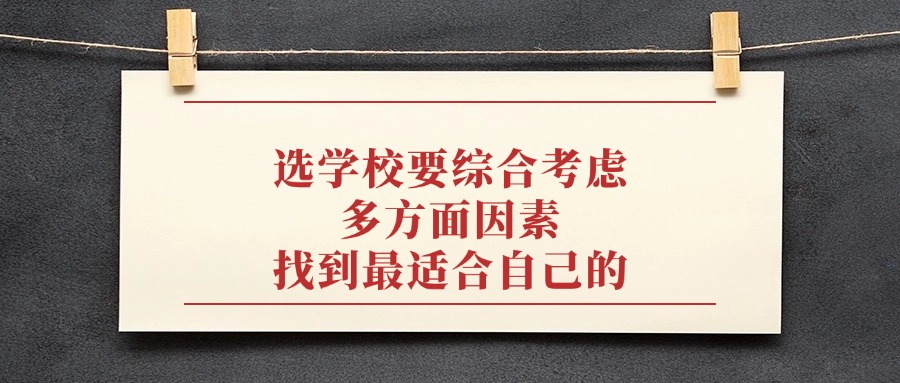 选学校要综合考虑
多方面因素
找到最适合自己的